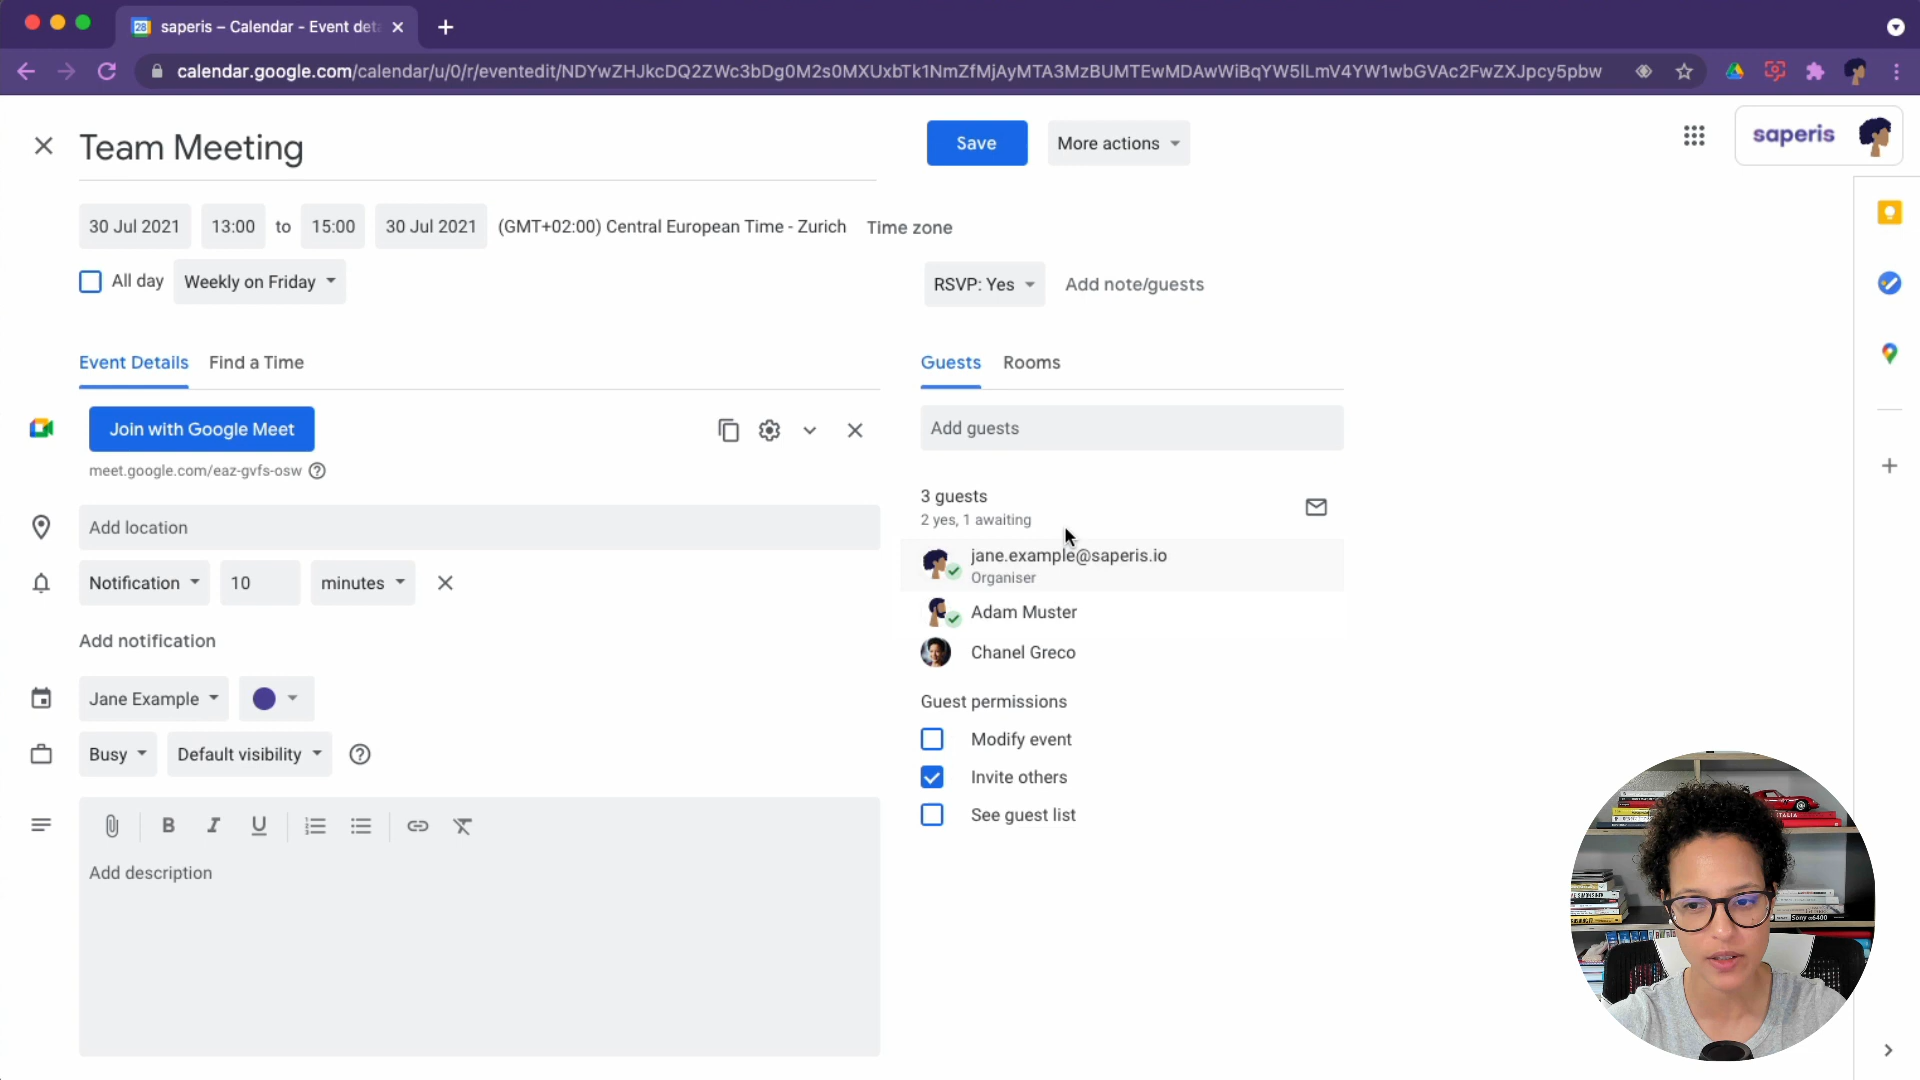 saperis – Calendar - Event deta
calendar.google.com/calendar/u/0/r/eventedit/NDYwZHJkcDQ2ZWc3bDg0M2s0MXUxbTk1NmZfMjAyMTA3MzBUMTEwMDAwWiBqYW5lLmV4YW1wbGVAc2FwZXJpcy5pbw
Team Meeting
Save
More actions
saperis
30 Jul 2021
13:00
to
15:00
30 Jul 2021
(GMT+02:00) Central European Time - Zurich
Time zone
All day
Weekly on Friday
RSVP: Yes
Add note/guests
Event Details
Find a Time
Guests
Rooms
Join with Google Meet
meet.google.com/eaz-gvfs-osw
Add guests
3 guests
2 yes, 1 awaiting
Add location
jane.example@saperis.io
Organiser
Notification
10
minutes
Adam Muster
Add notification
Chanel Greco
Jane Example
Guest permissions
Busy
Default visibility
Modify event
Invite others
See guest list
Add description
ITALIA
Sony α6400